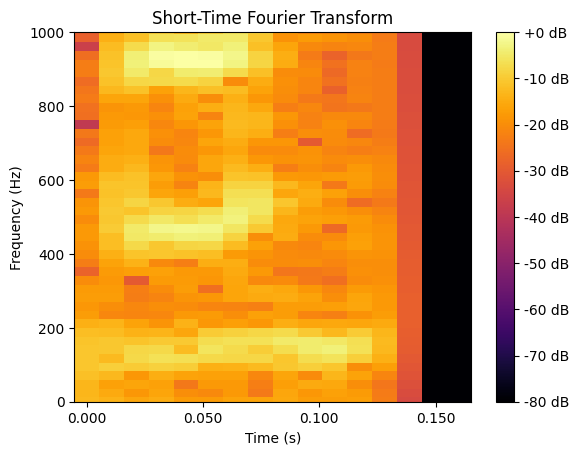 Short-Time Fourier Transform
1000
800
600
400
200
0
Frequency (Hz)
0.000
0.050
0.100
0.150
Time (s)
+0 dB
-10 dB
-20 dB
-30 dB
-40 dB
-50 dB
-60 dB
-70 dB
-80 dB